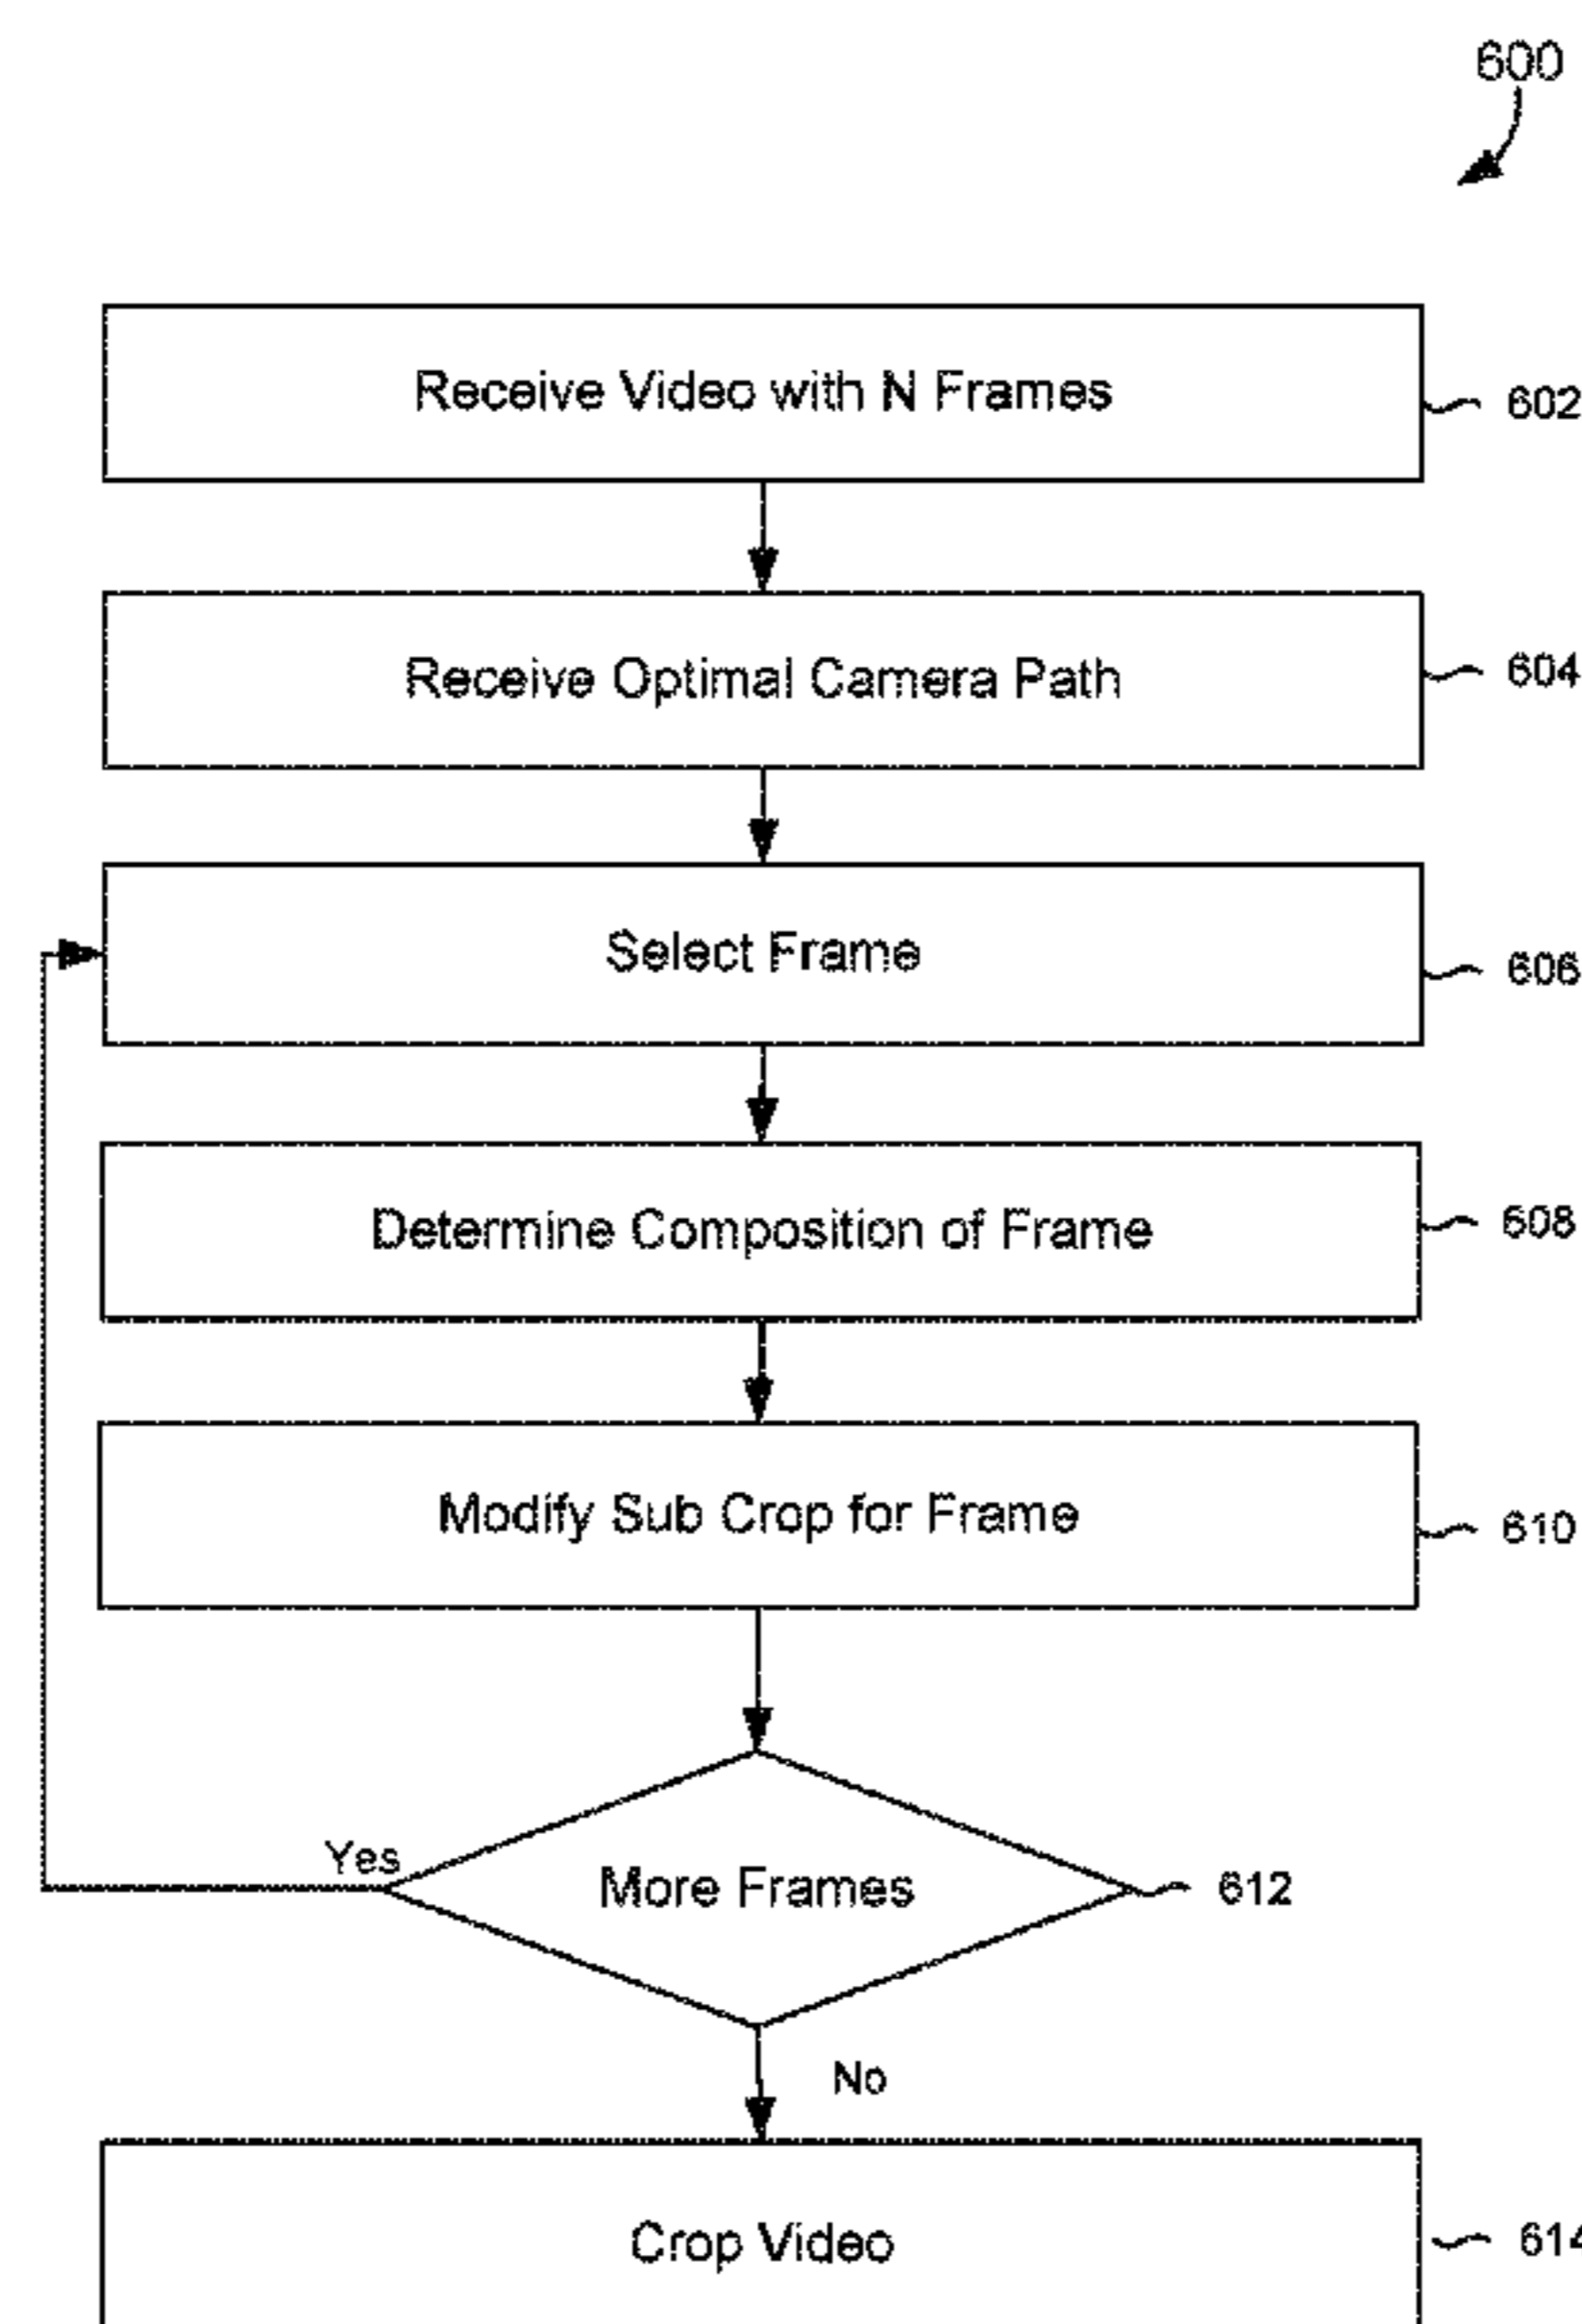 600
Receive Video with N Frames
602
Receive Optimal Camera Path
604
Select Frame
606
Determine Composition of Frame
608
Modify Sub Crop for Frame
610
Yes
More Frames
612
No
Crop Video
614